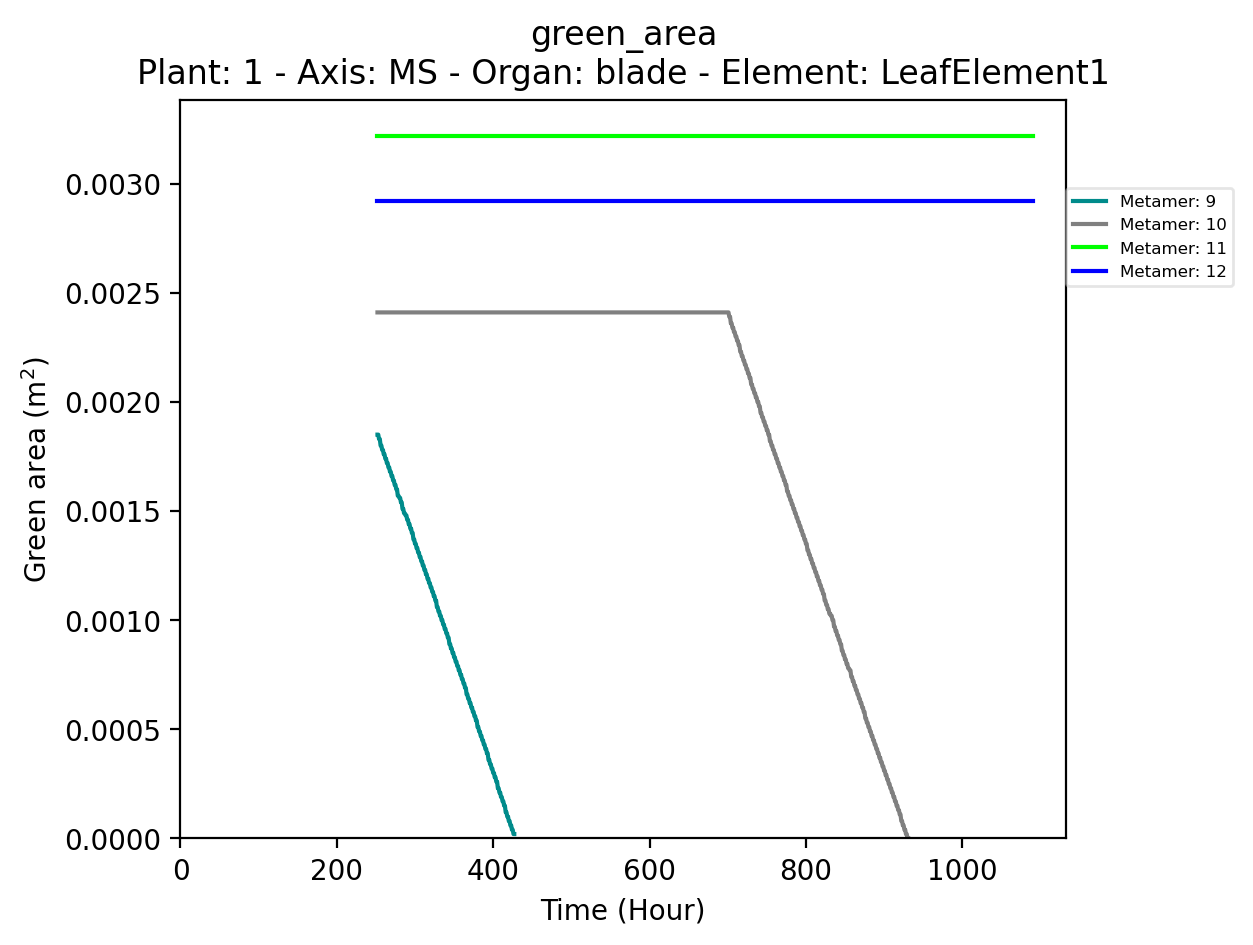 green_area
Plant: 1 - Axis: MS - Organ: blade - Element: LeafElement1
0.0030
0.0025
0.0020
0.0015
0.0010
0.0005
0.0000
Green area (m²)
0 200 400 600 800 1000
Time (Hour)
Metamer: 9
Metamer: 10
Metamer: 11
Metamer: 12